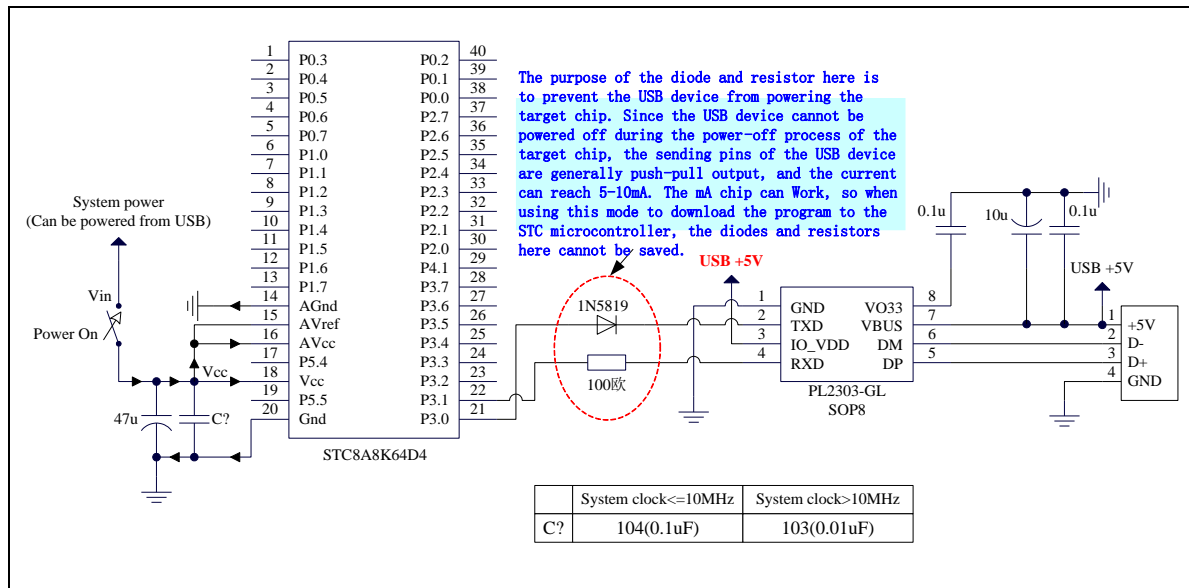 The purpose of the diode and resistor here is
to prevent the USB device from powering the
target chip. Since the USB device cannot be
powered off during the power-off process of the
target chip, the sending pins of the USB device
are generally push-pull output, and the current
can reach 5-10mA. The mA chip can Work, so when
using this mode to download the program to the
STC microcontroller, the diodes and resistors
here cannot be saved.
System power
(Can be powered from USB)
Vin
Power On
Vcc
47u
C?
1 P0.3 P0.2 40
2 P0.4 P0.1 39
3 P0.5 P0.0 38
4 P0.6 P2.7 37
5 P0.7 P2.6 36
6 P1.0 P2.5 35
7 P1.1 P2.4 34
8 P1.2 P2.3 33
9 P1.3 P2.2 32
10 P1.4 P2.1 31
11 P1.5 P2.0 30
12 P1.6 P4.1 29
13 P1.7 P3.7 28
14 AGnd P3.6 27
15 AVref P3.5 26
16 AVcc P3.4 25
17 P5.4 P3.3 24
18 Vcc P3.2 23
19 P5.5 P3.1 22
20 Gnd P3.0 21
STC8A8K64D4
1N5819
100欧
USB +5V
0.1u
10u
0.1u
USB +5V
1 GND VO33 8
2 TXD VBUS 7
3 IO_VDD DM 6
4 RXD DP 5
PL2303-GL
SOP8
1 +5V
2 D-
3 D+
4 GND
System clock<=10MHz System clock>10MHz
C? 104(0.1uF) 103(0.01uF)